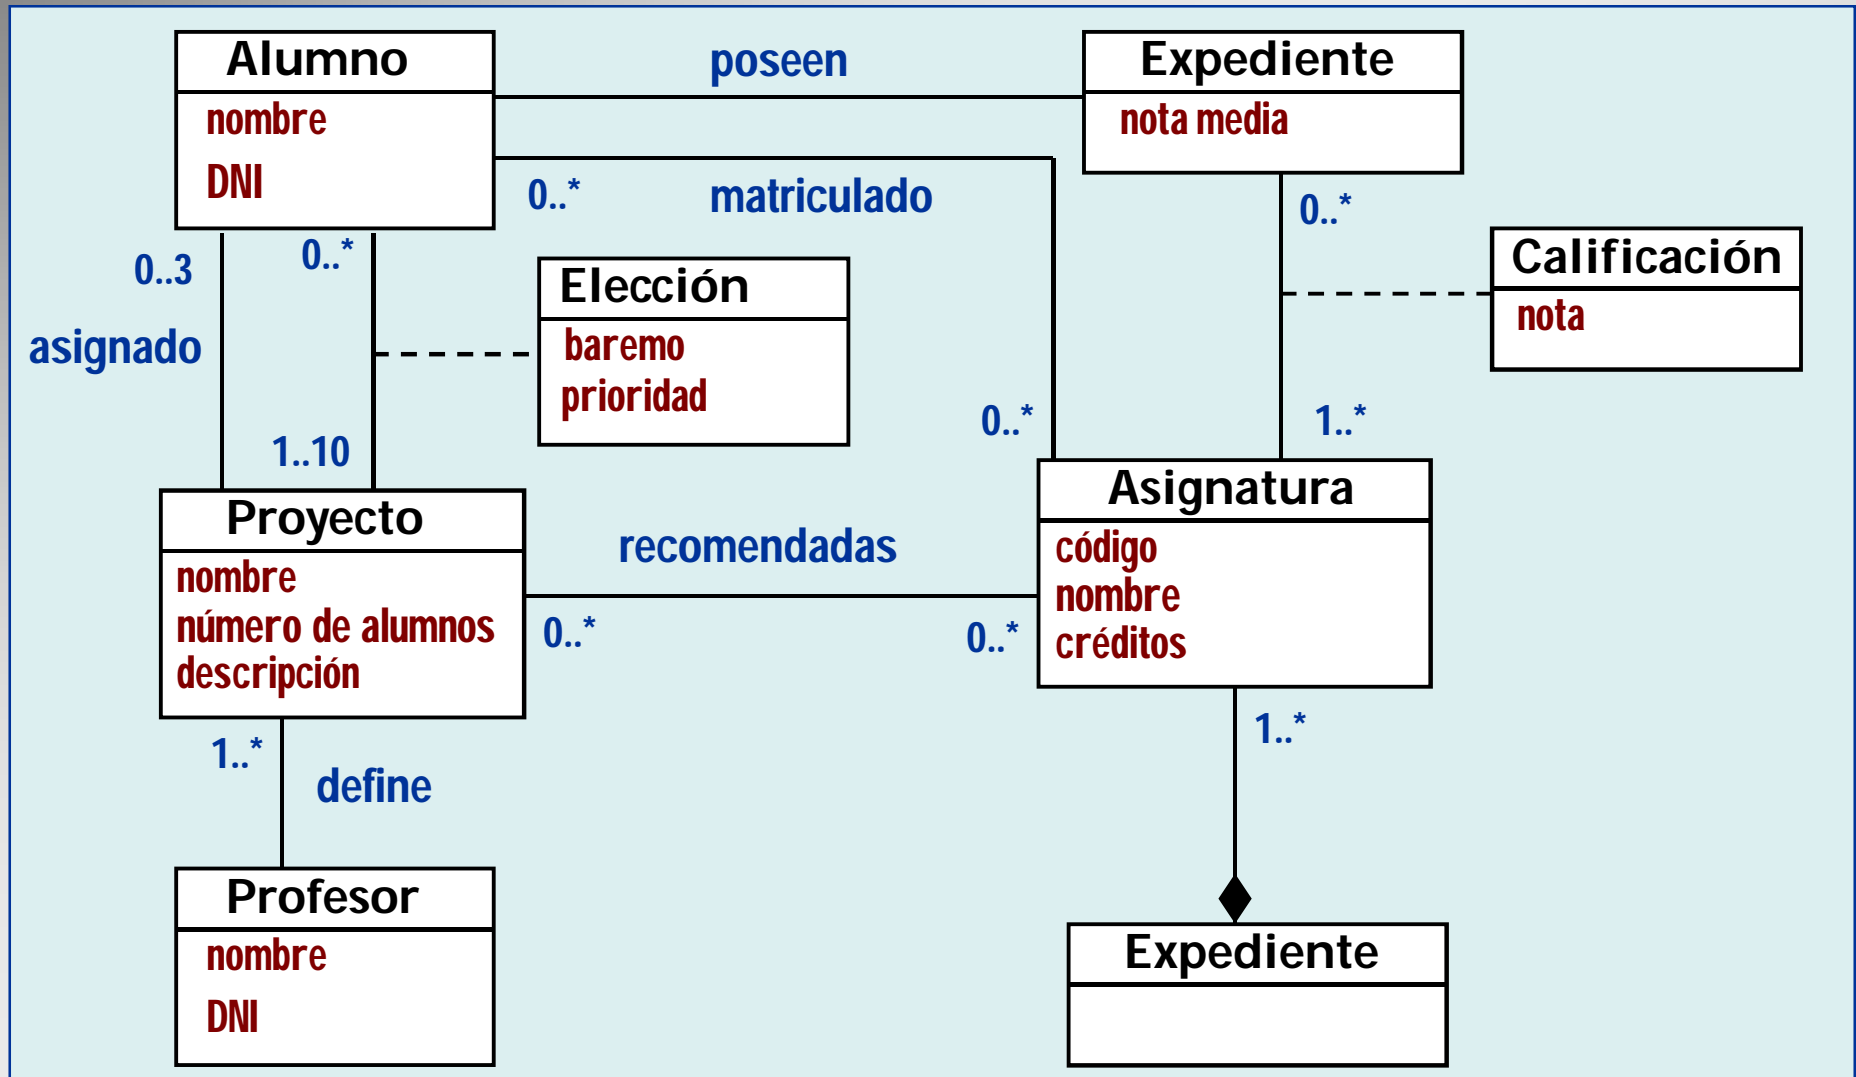 Alumno
nombre
DNI
poseen
Expediente
nota media
0..*
matriculado
0..*
0..3
0..*
asignado
Elección
baremo
prioridad
Calificación
nota
1..10
0..*
1..*
Proyecto
nombre
número de alumnos
descripción
recomendadas
0..*
0..*
Asignatura
código
nombre
créditos
1..*
define
1..*
Profesor
nombre
DNI
Expediente